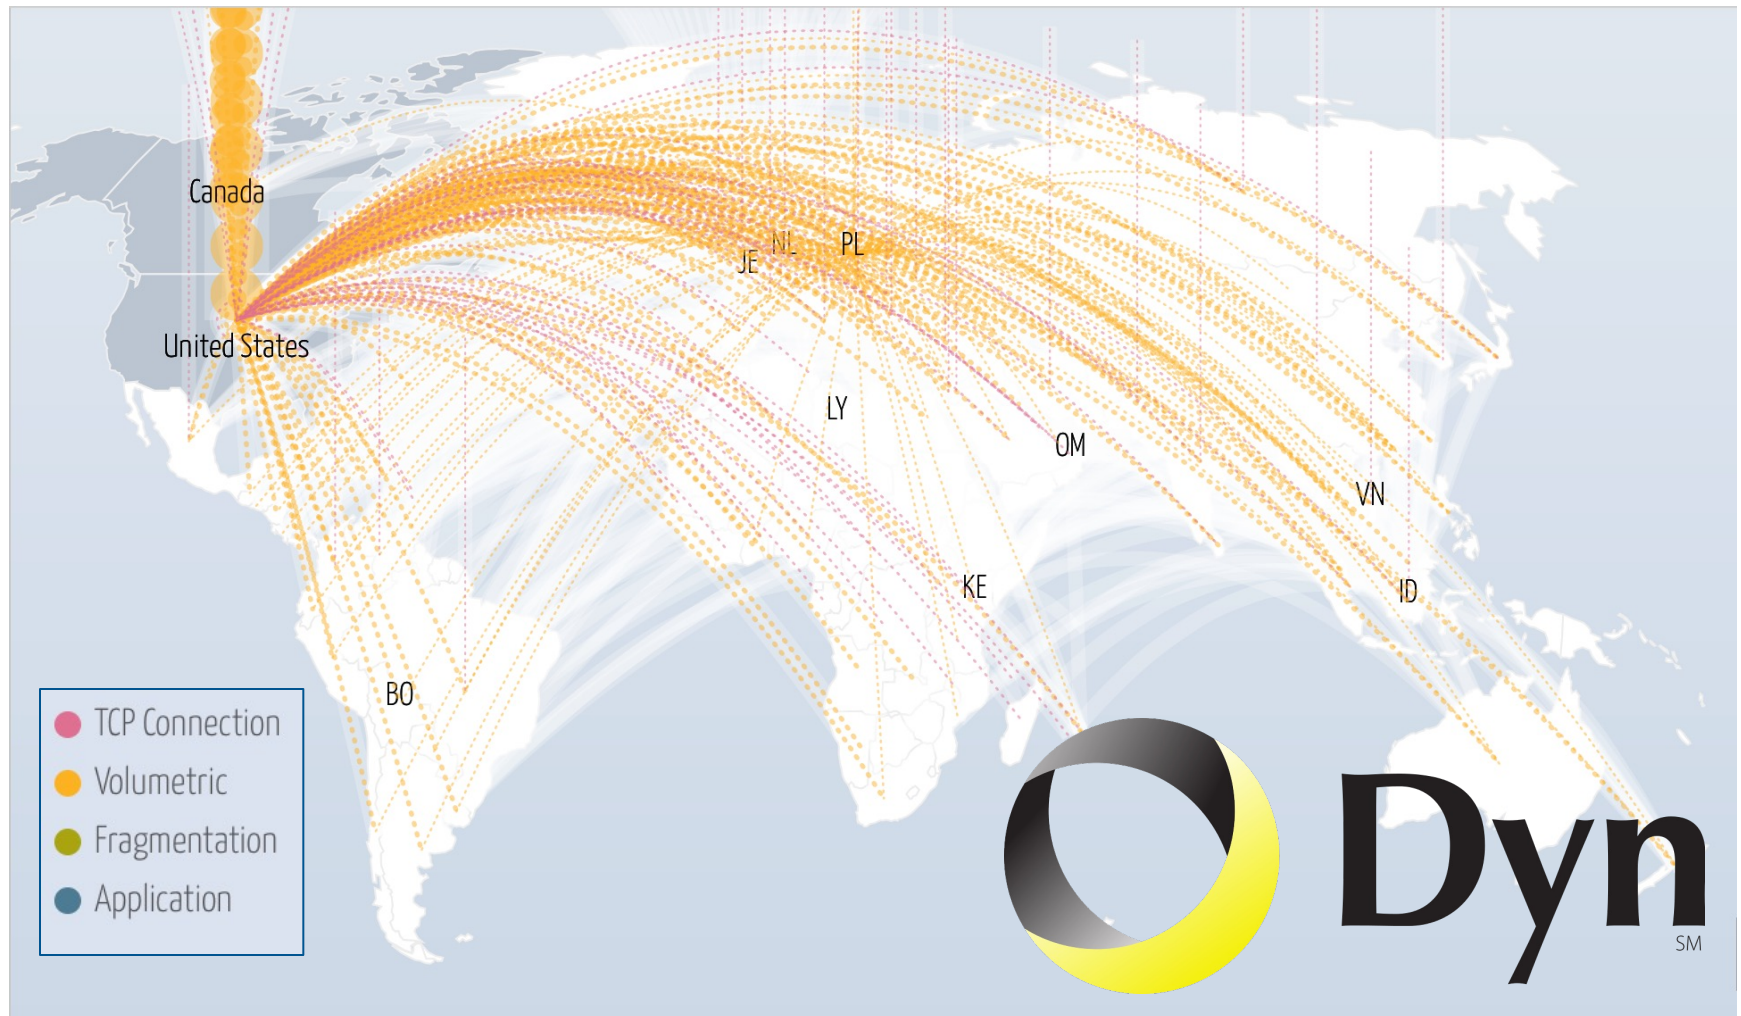 Canada
United States
JE
NL
PL
LY
OM
VN
KE
ID
BO
TCP Connection
Volumetric
Fragmentation
Application
Dyn
SM